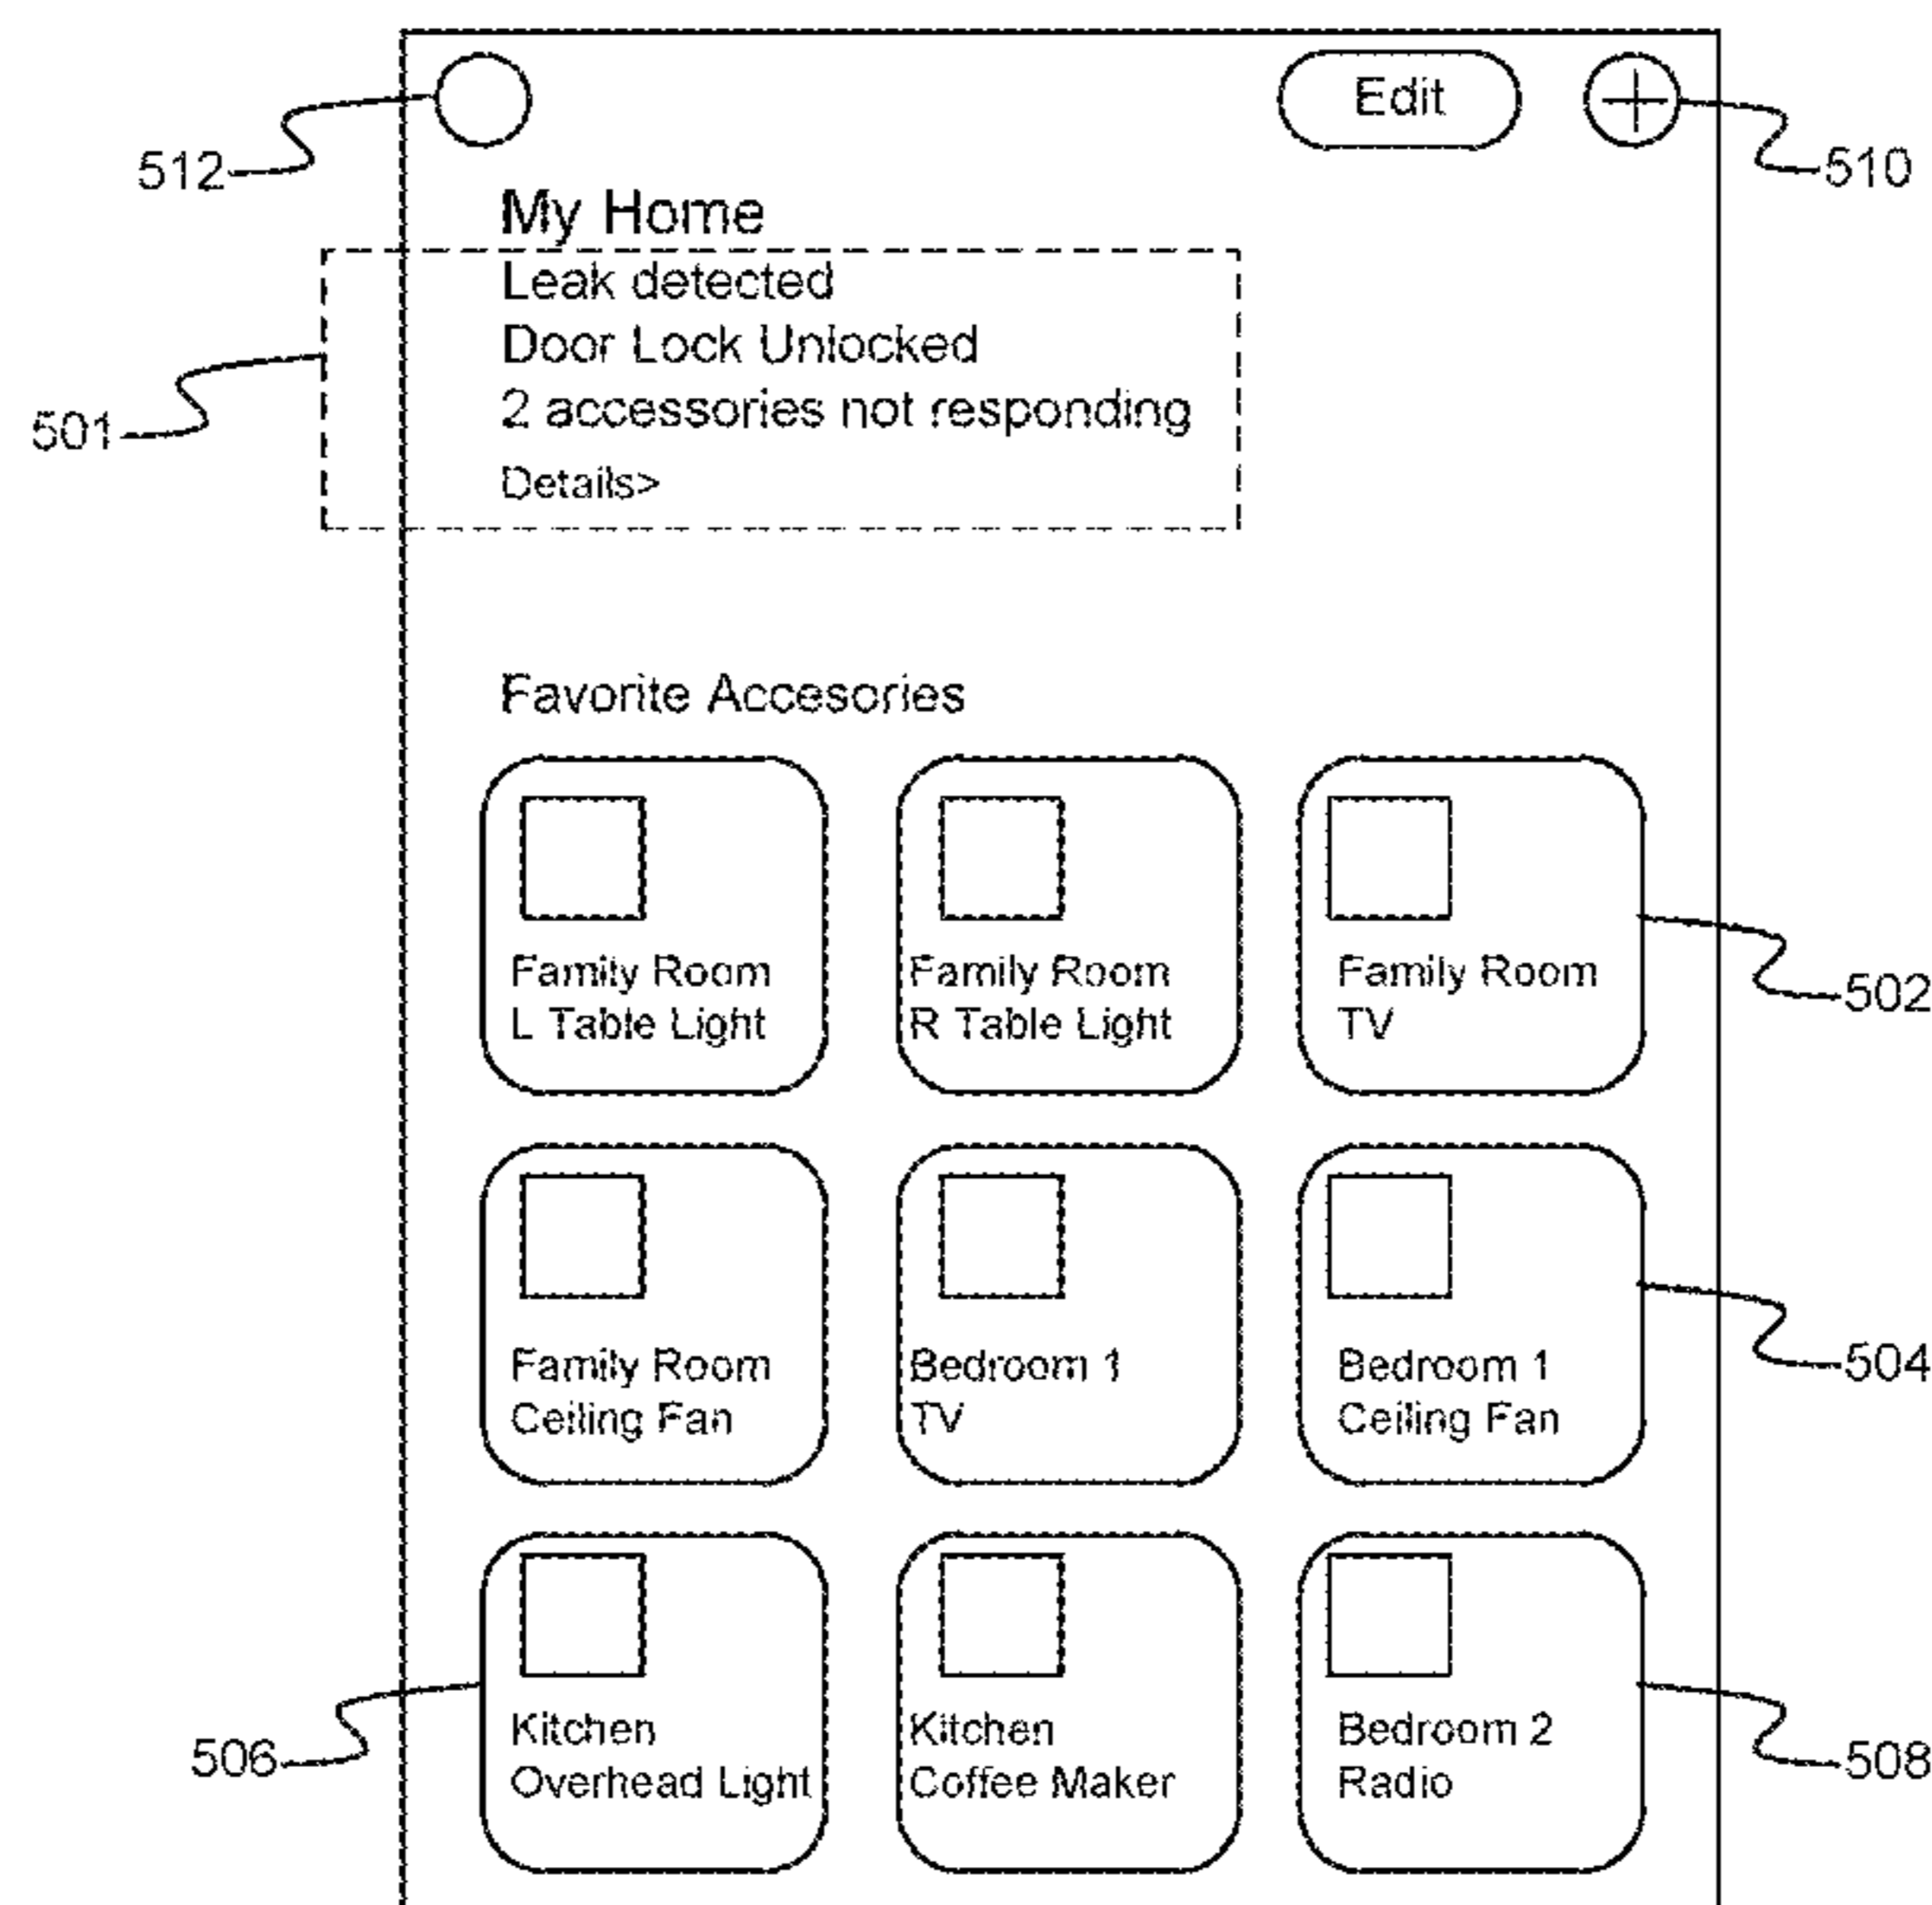 Edit
512
510
My Home
Leak detected
Door Lock Unlocked
2 accessories not responding
501
Details>
Favorite Accesories
Family Room
L Table Light
Family Room
R Table Light
Family Room
TV
502
Family Room
Ceiling Fan
Bedroom 1
TV
Bedroom 1
Ceiling Fan
504
506
Kitchen
Overhead Light
Kitchen
Coffee Maker
Bedroom 2
Radio
508